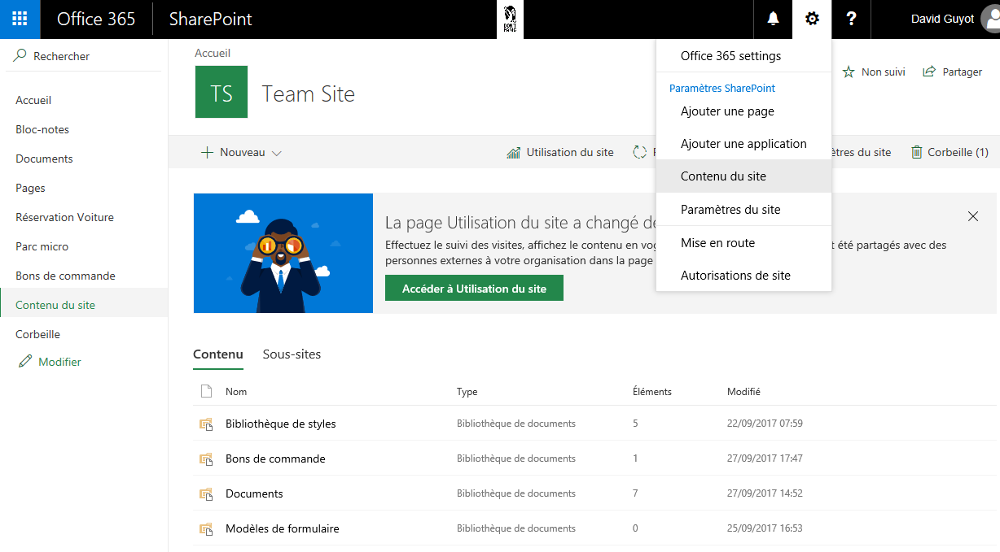 Office 365
SharePoint
DON'T
PANIC
?
David Guyot
Rechercher
Accueil
Bloc-notes
Documents
Pages
Réservation Voiture
Parc micro
Bons de commande
Contenu du site
Corbeille
Modifier
Accueil
TS
Team Site
Non suivi
Partager
Office 365 settings
Paramètres SharePoint
Ajouter une page
Ajouter une application
Contenu du site
Paramètres du site
Mise en route
Autorisations de site
Nouveau
Utilisation du site
ètres du site
Corbeille (1)
La page Utilisation du site a changé de
Effectuez le suivi des visites, affichez le contenu en vog
t été partagés avec des
personnes externes à votre organisation dans la page
Accéder à Utilisation du site
Contenu Sous-sites
Nom Type Éléments Modifié
Bibliothèque de styles Bibliothèque de documents 5 22/09/2017 07:59
Bons de commande Bibliothèque de documents 1 27/09/2017 17:47
Documents Bibliothèque de documents 7 27/09/2017 14:52
Modèles de formulaire Bibliothèque de documents 0 25/09/2017 16:53